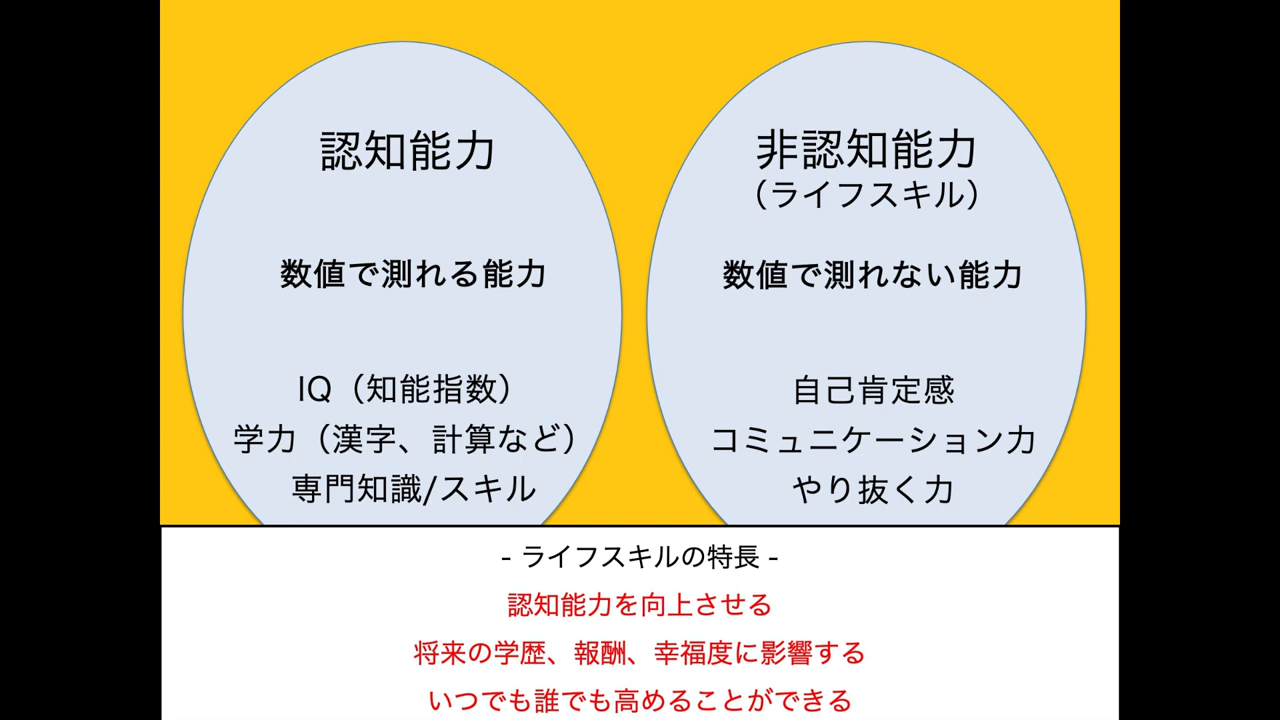 認知能力
数値で測れる能力
IQ（知能指数）
学力（漢字、計算など）
専門知識/スキル
非認知能力
（ライフスキル）
数値で測れない能力
自己肯定感
コミュニケーション力
やり抜く力
- ライフスキルの特長 -
認知能力を向上させる
将来の学歴、報酬、幸福度に影響する
いつでも誰でも高めることができる